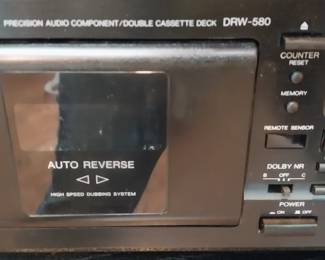 PRECISION AUDIO COMPONENT/DOUBLE CASSETTE DECK DRW-580
COUNTER
RESET
MEMORY
REMOTE SENSOR
AUTO REVERSE
HIGH SPEED DUBBING SYSTEM
DOLBY NR
B OFF C
POWER
ON OFF